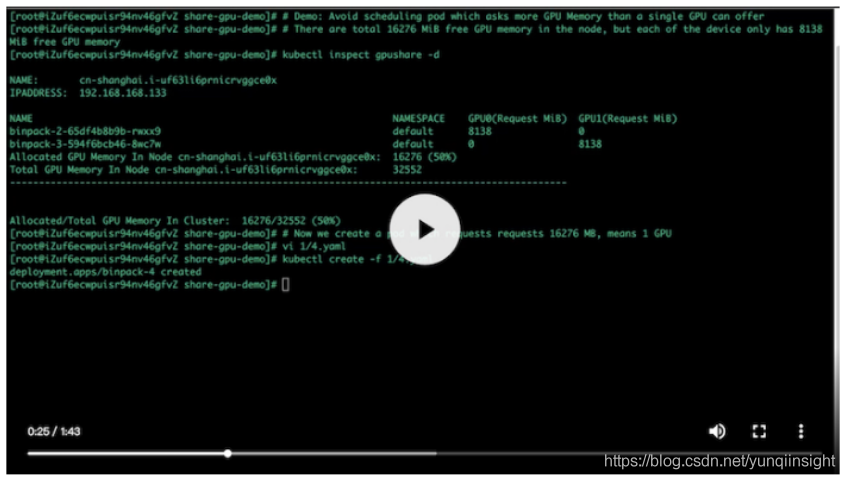 [root@iZuf6ecwpuisr94nv46gfvZ share-gpu-demo]# # Demo: Avoid scheduling pod which asks more GPU Memory than a single GPU can offer
[root@iZuf6ecwpuisr94nv46gfvZ share-gpu-demo]# # There are total 16276 MiB free GPU memory in the node, but each of the device only has 8138
MiB free GPU memory
[root@iZuf6ecwpuisr94nv46gfvZ share-gpu-demo]# kubectl inspect gpushare -d
NAME: cn-shanghai.i-uf63li6prnicrvggce0x
IPADDRESS: 192.168.168.133
NAME NAMESPACE GPU0(Request MiB) GPU1(Request MiB)
binpack-2-65df4b8b9b-rwxx9 default 8138 0
binpack-3-594f6bcb46-8wc7w default 0 8138
Allocated GPU Memory In Node cn-shanghai.i-uf63li6prnicrvggce0x: 16276 (50%)
Total GPU Memory In Node cn-shanghai.i-uf63li6prnicrvggce0x: 32552
Allocated/Total GPU Memory In Cluster: 16276/32552 (50%)
[root@iZuf6ecwpuisr94nv46gfvZ share-gpu-demo]# # Now we create a requests requests 16276 MB, means 1 GPU
[root@iZuf6ecwpuisr94nv46gfvZ share-gpu-demo]# vi 1/4.yaml
[root@iZuf6ecwpuisr94nv46gfvZ share-gpu-demo]# kubectl create -f 1/4.yaml
deployment.apps/binpack-4 created
[root@iZuf6ecwpuisr94nv46gfvZ share-gpu-demo]#
0:25 / 1:43
https://blog.csdn.net/yunqiinsight